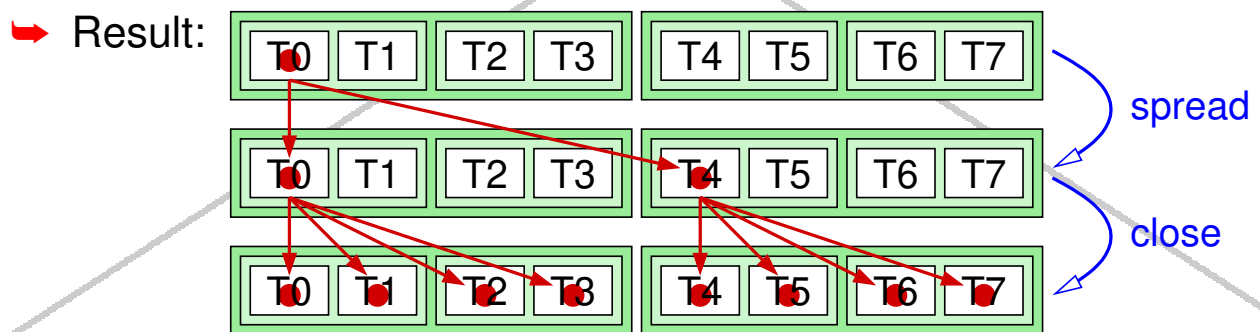 ➥ Result:
T0 T1 T2 T3 T4 T5 T6 T7
spread
T0 T1 T2 T3 T4 T5 T6 T7
close
T0 T1 T2 T3 T4 T5 T6 T7